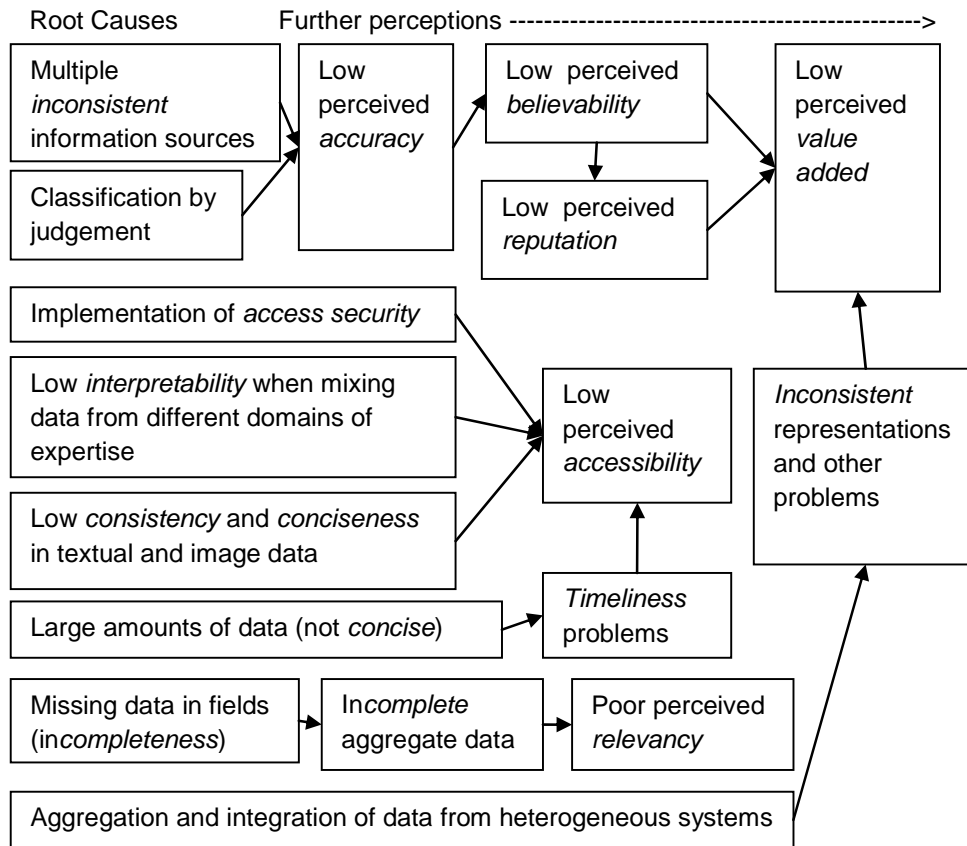 Root Causes
Further perceptions ---------------------------------------------------------->
Multiple
inconsistent
information sources
Classification by
judgement
Low
perceived
accuracy
Low perceived
believability
Low perceived
reputation
Low
perceived
value
added
Implementation of access security
Low interpretability when mixing
data from different domains of
expertise
Low consistency and conciseness
in textual and image data
Large amounts of data (not concise)
Low
perceived
accessibility
Timeliness
problems
Inconsistent
representations
and other
problems
Missing data in fields
(incompleteness)
Incomplete
aggregate data
Poor perceived
relevancy
Aggregation and integration of data from heterogeneous systems